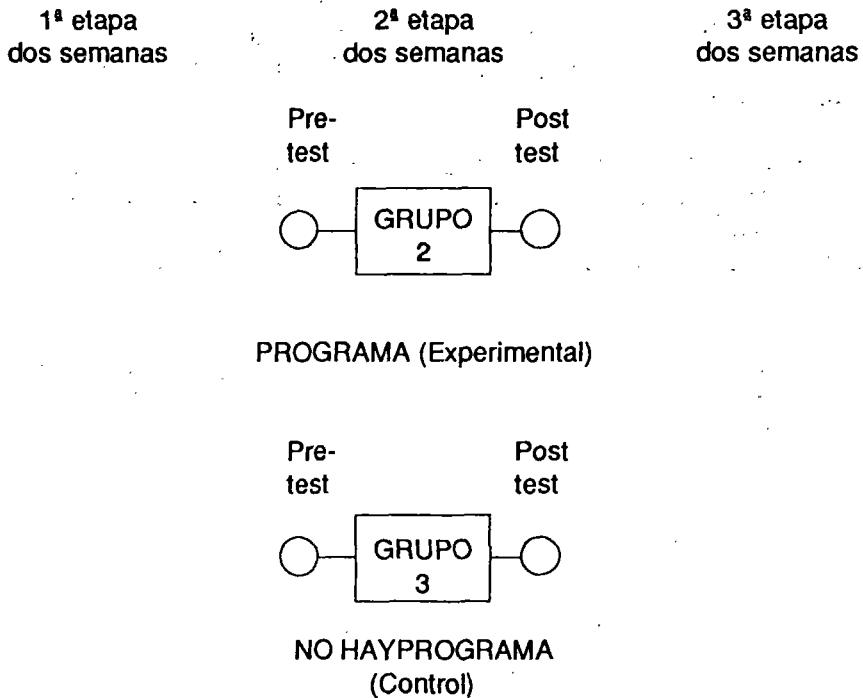 1ª etapa
dos semanas
2ª etapa
dos semanas
3ª etapa
dos semanas
Pre-
test
Post
test
GRUPO
2
PROGRAMA (Experimental)
Pre-
test
Post
test
GRUPO
3
NO HAYPROGRAMA
(Control)